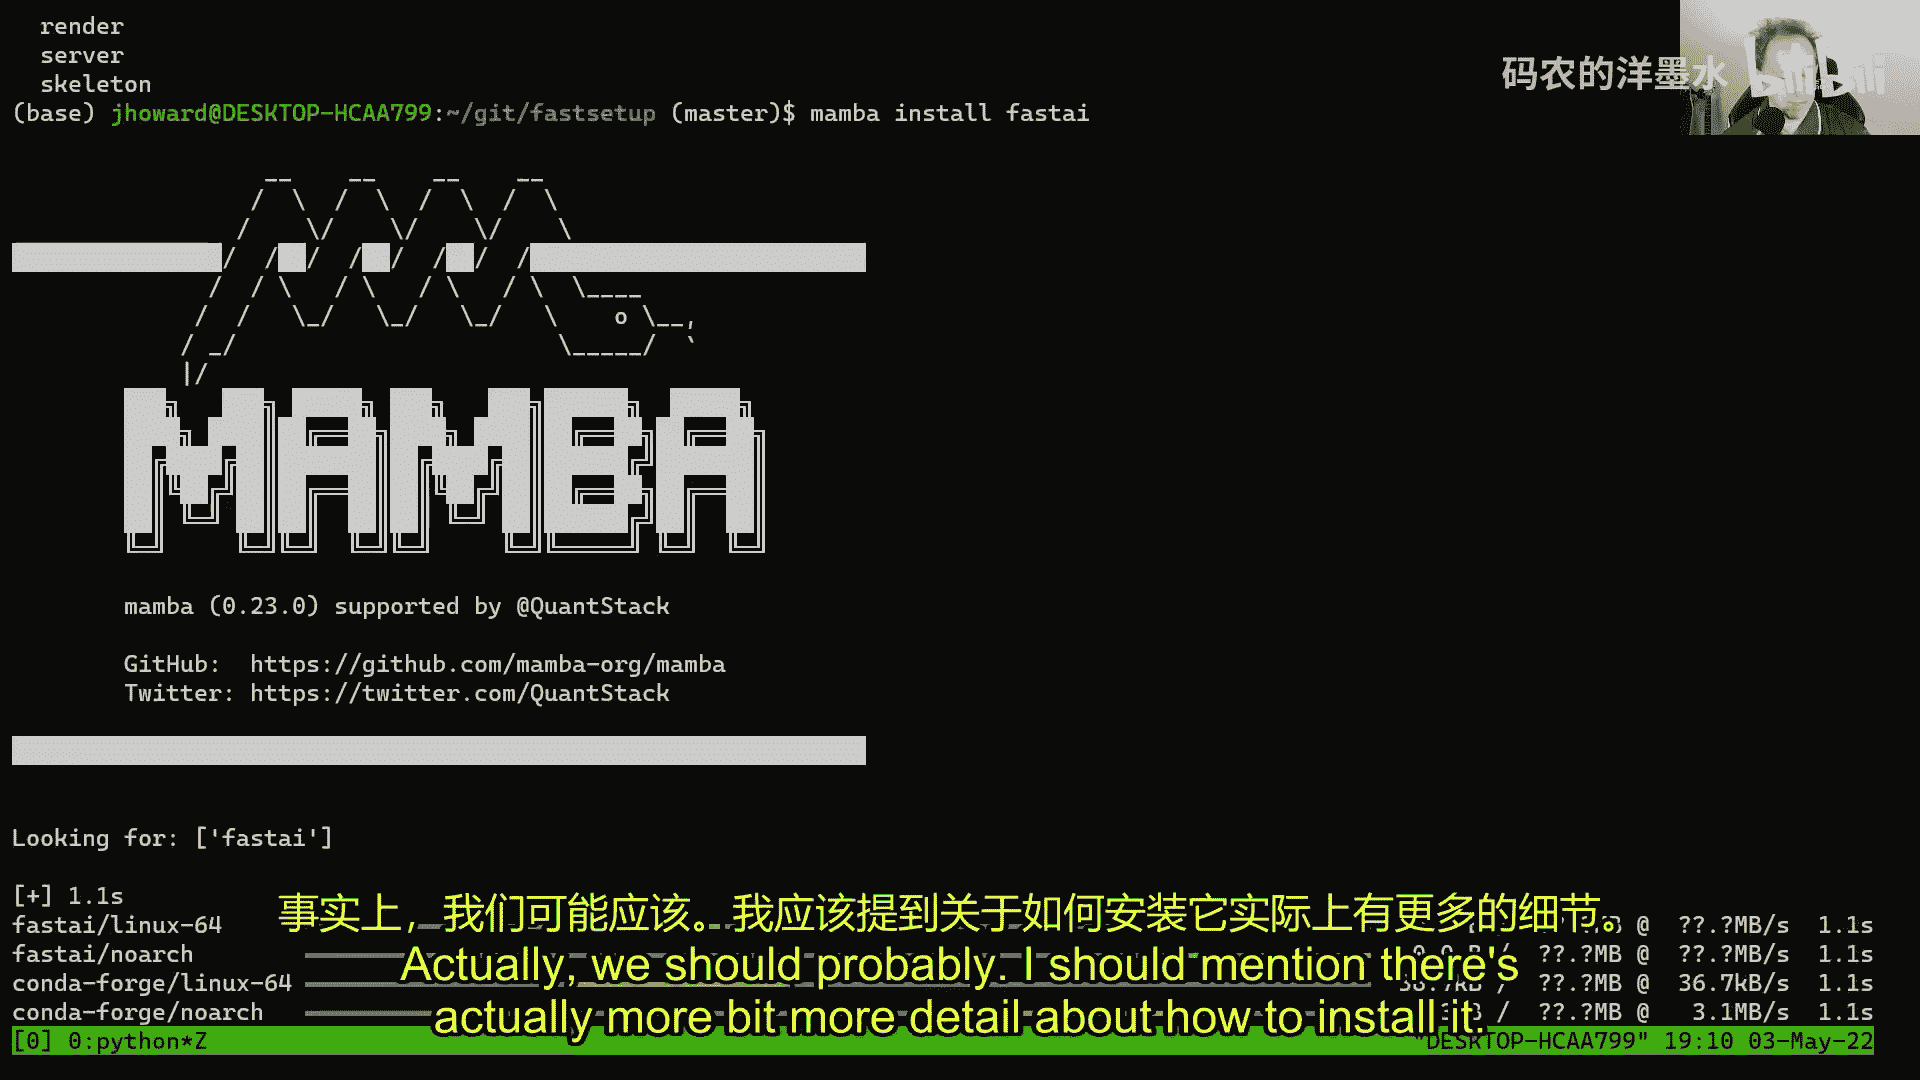 render
server
skeleton
码农的洋墨水 bilibili
(base) jhoward@DESKTOP-HCAA799:~/git/fastsetup (master)$ mamba install fastai
MAMBA
mamba (0.23.0) supported by @QuantStack
GitHub: https://github.com/mamba-org/mamba
Twitter: https://twitter.com/QuantStack
Looking for: ['fastai']
[+] 1.1s
fastai/linux-64 @ ??.?MB/s 1.1s
fastai/noarch / ??.?MB @ ??.?MB/s 1.1s
conda-forge/linux-64 / ??.?MB @ 36.7kB/s 1.1s
conda-forge/noarch / ??.?MB @ 3.1MB/s 1.1s
事实上，我们可能应该。我应该提到关于如何安装它实际上有更多的细节。
Actually, we should probably. I should mention there's
actually more bit more detail about how to install it.
[0] 0:python*Z "DESKTOP-HCAA799" 19:10 03-May-22